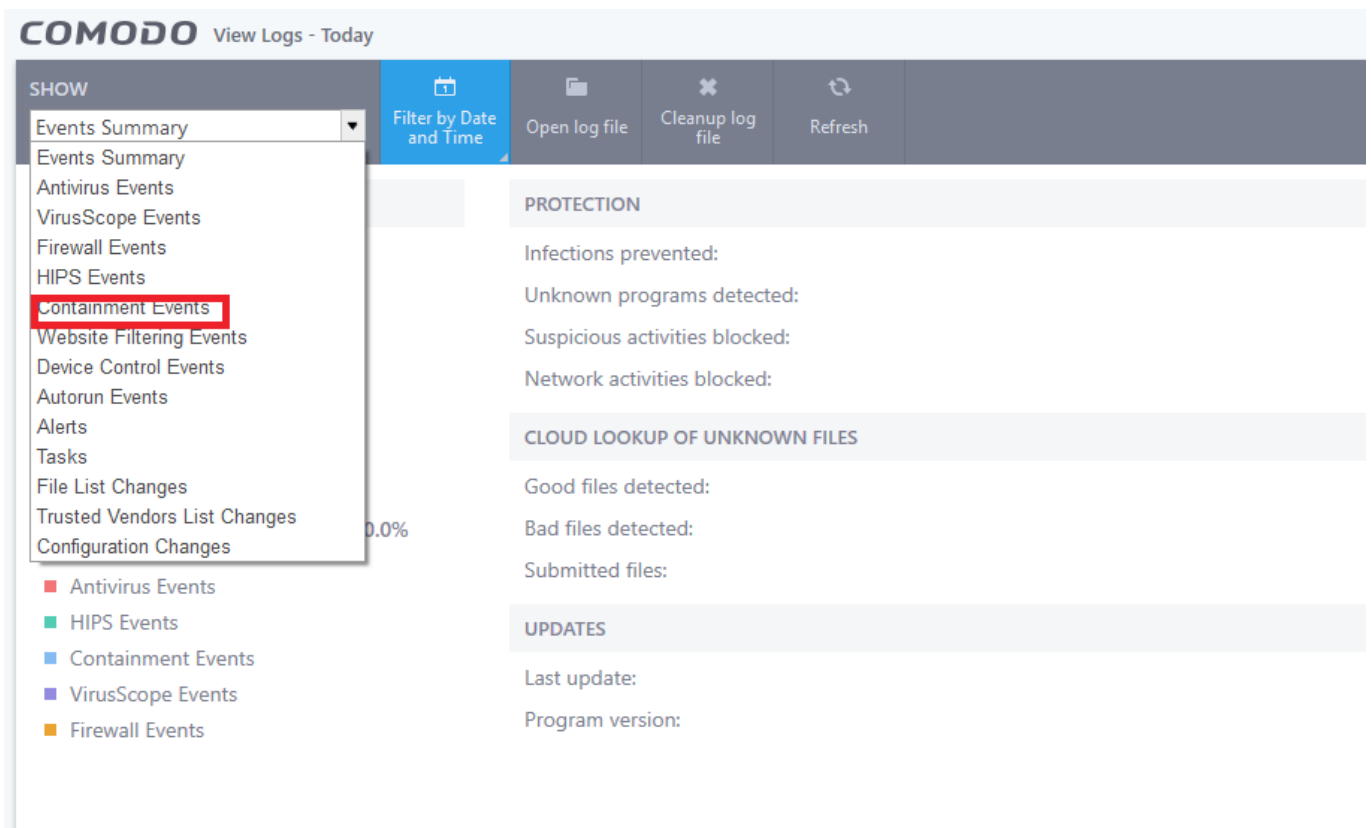 COMODO View Logs - Today
SHOW
Events Summary
Filter by Date
and Time
Open log file
Cleanup log
file
Refresh
Events Summary
Antivirus Events
VirusScope Events
Firewall Events
HIPS Events
Containment Events
Website Filtering Events
Device Control Events
Autorun Events
Alerts
Tasks
File List Changes
Trusted Vendors List Changes
Configuration Changes
0.0%
Antivirus Events
HIPS Events
Containment Events
VirusScope Events
Firewall Events
PROTECTION
Infections prevented:
Unknown programs detected:
Suspicious activities blocked:
Network activities blocked:
CLOUD LOOKUP OF UNKNOWN FILES
Good files detected:
Bad files detected:
Submitted files:
UPDATES
Last update:
Program version: